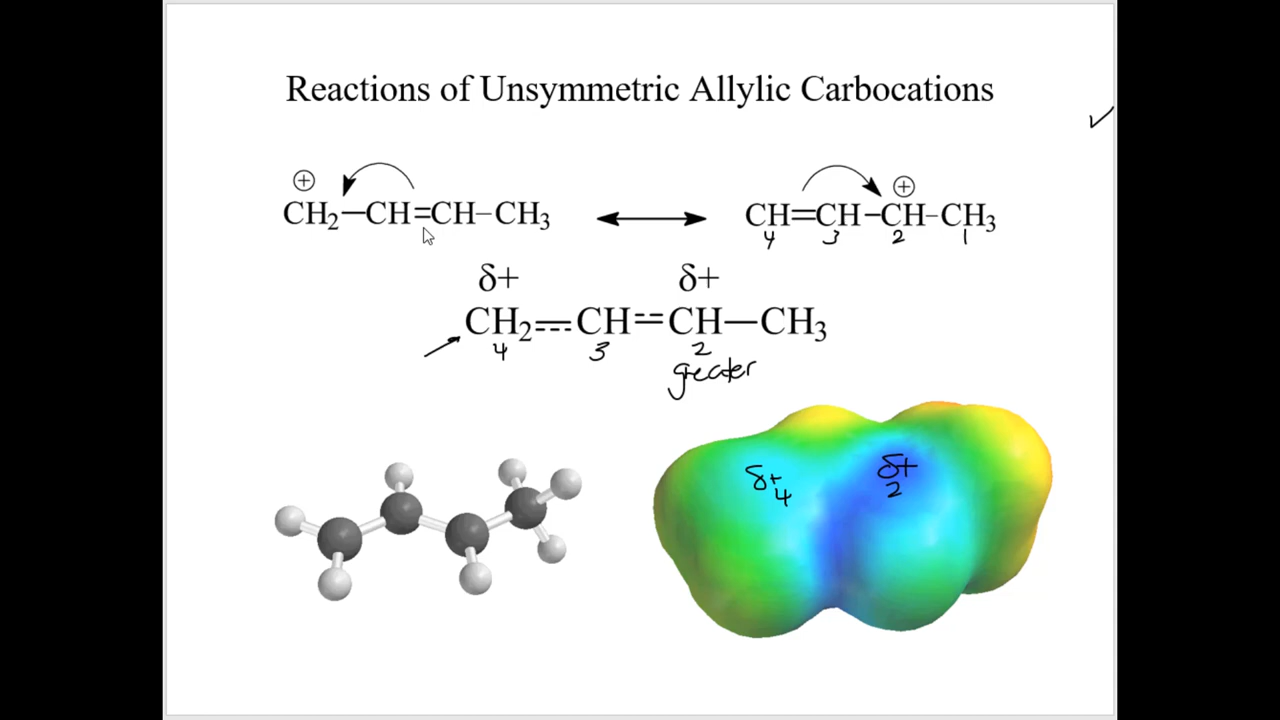 Reactions of Unsymmetric Allylic Carbocations
⊕ ⊕
CH₂—CH=CH–CH₃ CH=CH–CH–CH₃
4 3 2 1
δ+ δ+
CH₂=CH=CH—CH₃
4 3 2
greater
δ+ δ+
4 2